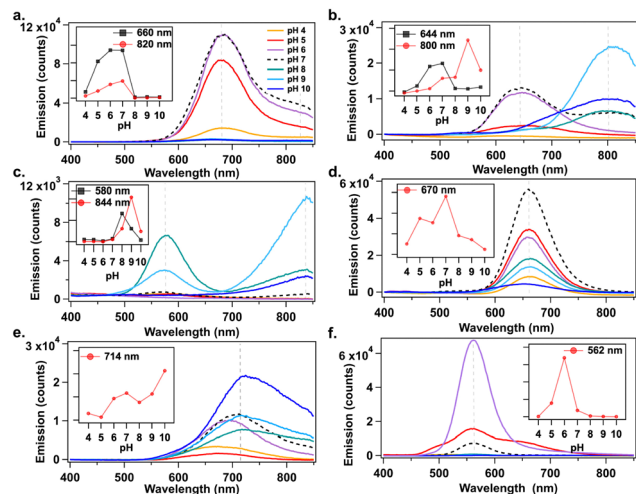 a.
Emission (counts)
12x10³
8
4
0
660 nm
820 nm
4 5 6 7 8 9 10
pH
pH 4
pH 5
pH 6
pH 7
pH 8
pH 9
pH 10
400 500 600 700 800
Wavelength (nm)
b.
Emission (counts)
3 x 10⁴
2
1
0
644 nm
800 nm
4 5 6 7 8 9 10
pH
400 500 600 700 800
Wavelength (nm)
c.
Emission (counts)
12 x10³
8
4
0
580 nm
844 nm
4 5 6 7 8 9 10
pH
400 500 600 700 800
Wavelength (nm)
d.
Emission (counts)
6 x 10⁴
4
2
0
670 nm
4 5 6 7 8 9 10
pH
400 500 600 700 800
Wavelength (nm)
e.
Emission (counts)
3 x 10⁴
2
1
0
714 nm
4 5 6 7 8 9 10
pH
400 500 600 700 800
Wavelength (nm)
f.
Emission (counts)
6 x10⁴
4
2
0
562 nm
4 5 6 7 8 9 10
pH
400 500 600 700 800
Wavelength (nm)